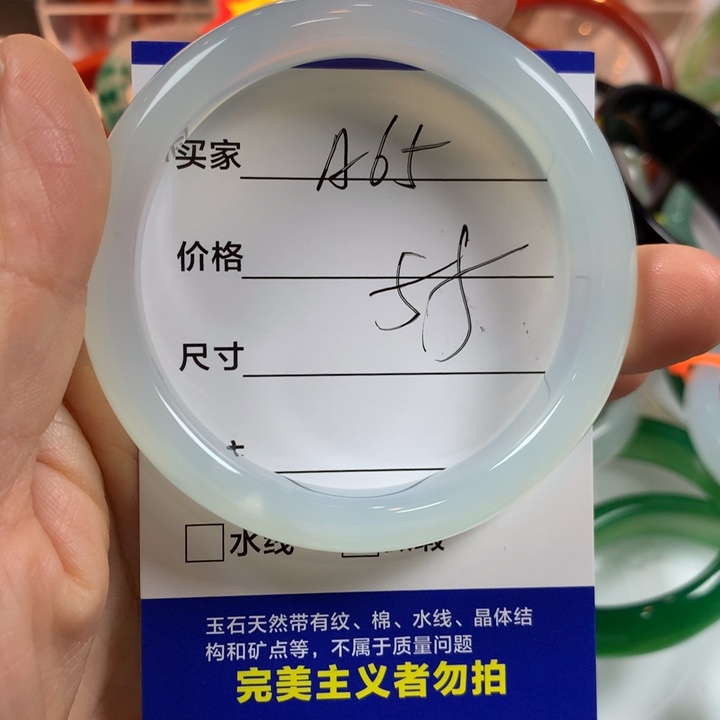 买家 A65
价格 58
尺寸
水线
玉石天然带有纹、棉、水线、晶体结
构和矿点等，不属于质量问题
完美主义者勿拍